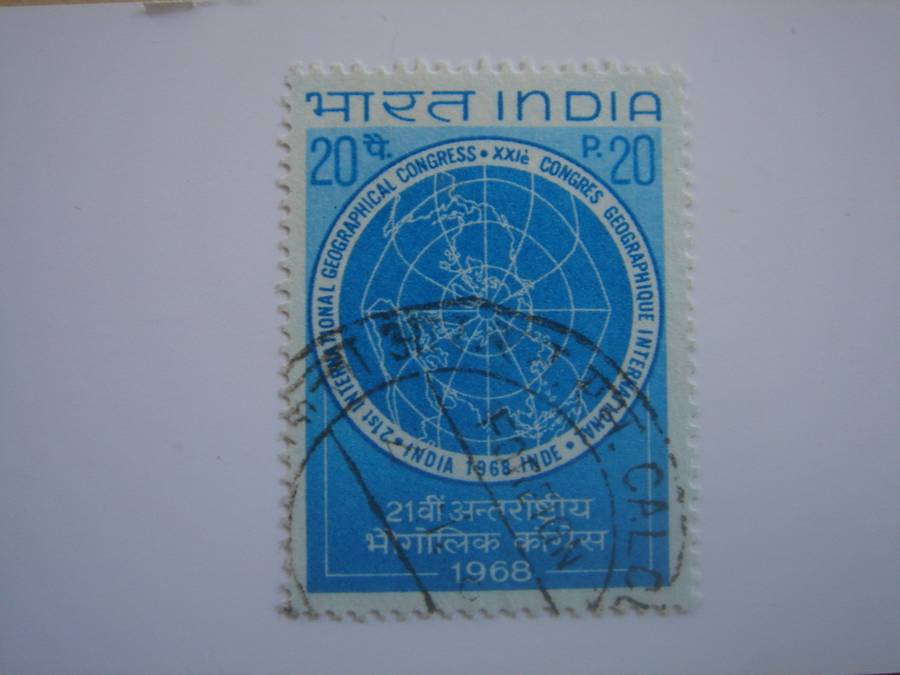 भारत INDIA
20 पै. P. 20
21st INTERNATIONAL GEOGRAPHICAL CONGRESS • XXIè CONGRES GEOGRAPHIQUE INTERNATIONAL • INDIA 1968 INDE •
21वीं अन्तर्राष्ट्रीय
भौगोलिक कांग्रेस
1968